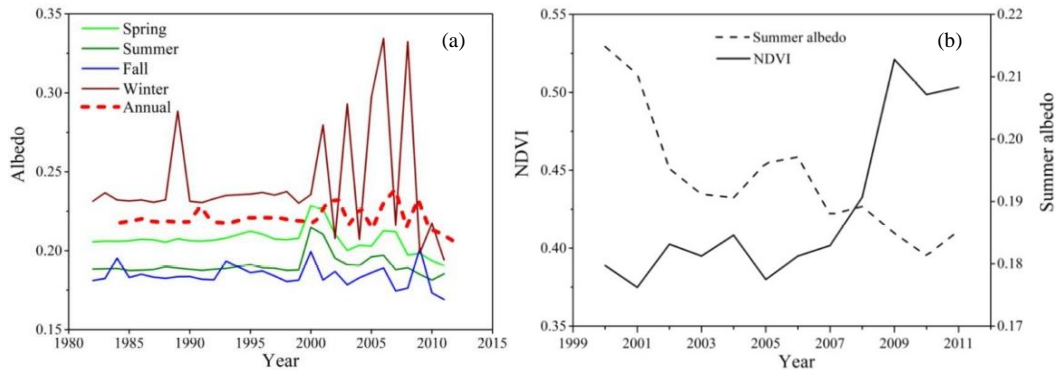 0.35
0.30
0.25
0.20
0.15
Albedo
Spring
Summer
Fall
Winter
Annual
(a)
1980 1985 1990 1995 2000 2005 2010 2015
Year
0.55
0.50
0.45
0.40
0.35
NDVI
Summer albedo
NDVI
(b)
0.22
0.21
0.20
0.19
0.18
0.17
Summer albedo
1999 2001 2003 2005 2007 2009 2011
Year